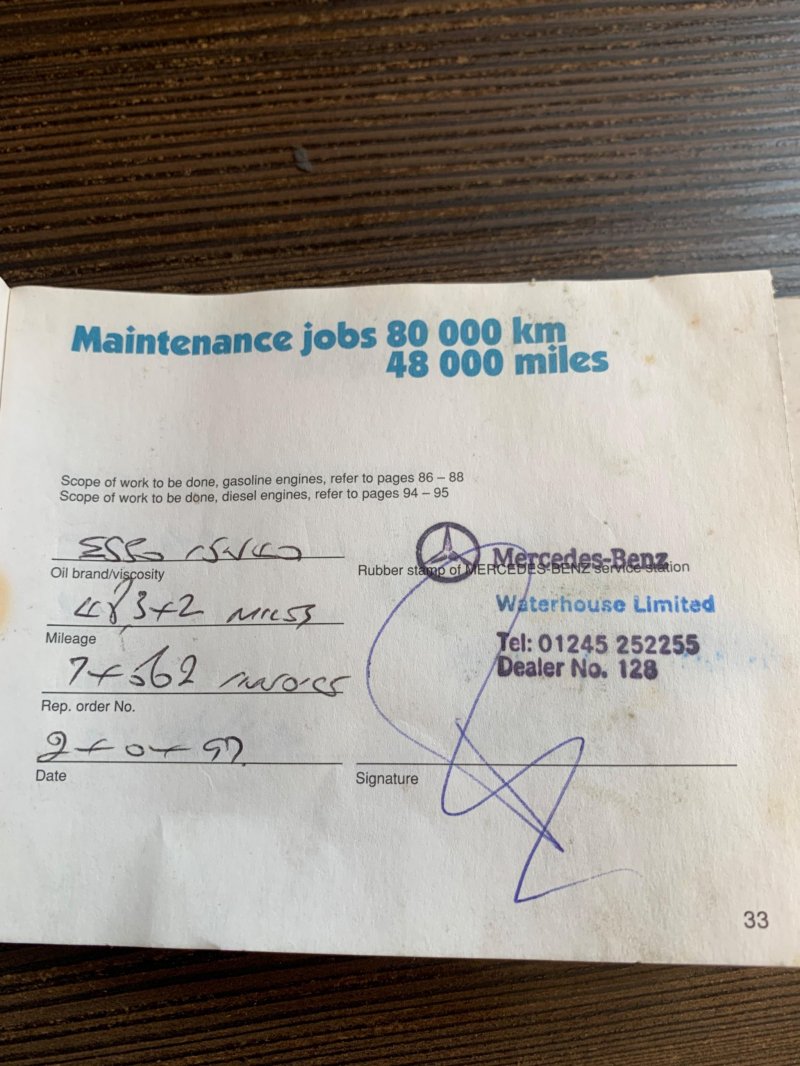 Maintenance jobs 80 000 km
48 000 miles
Scope of work to be done, gasoline engines, refer to pages 86 – 88
Scope of work to be done, diesel engines, refer to pages 94 – 95
Oil brand/viscosity
Mileage
Rep. order No.
Date
Mercedes-Benz
Rubber stamp of MERCEDES-BENZ service station
Waterhouse Limited
Tel: 01245 252255
Dealer No. 128
Signature
33